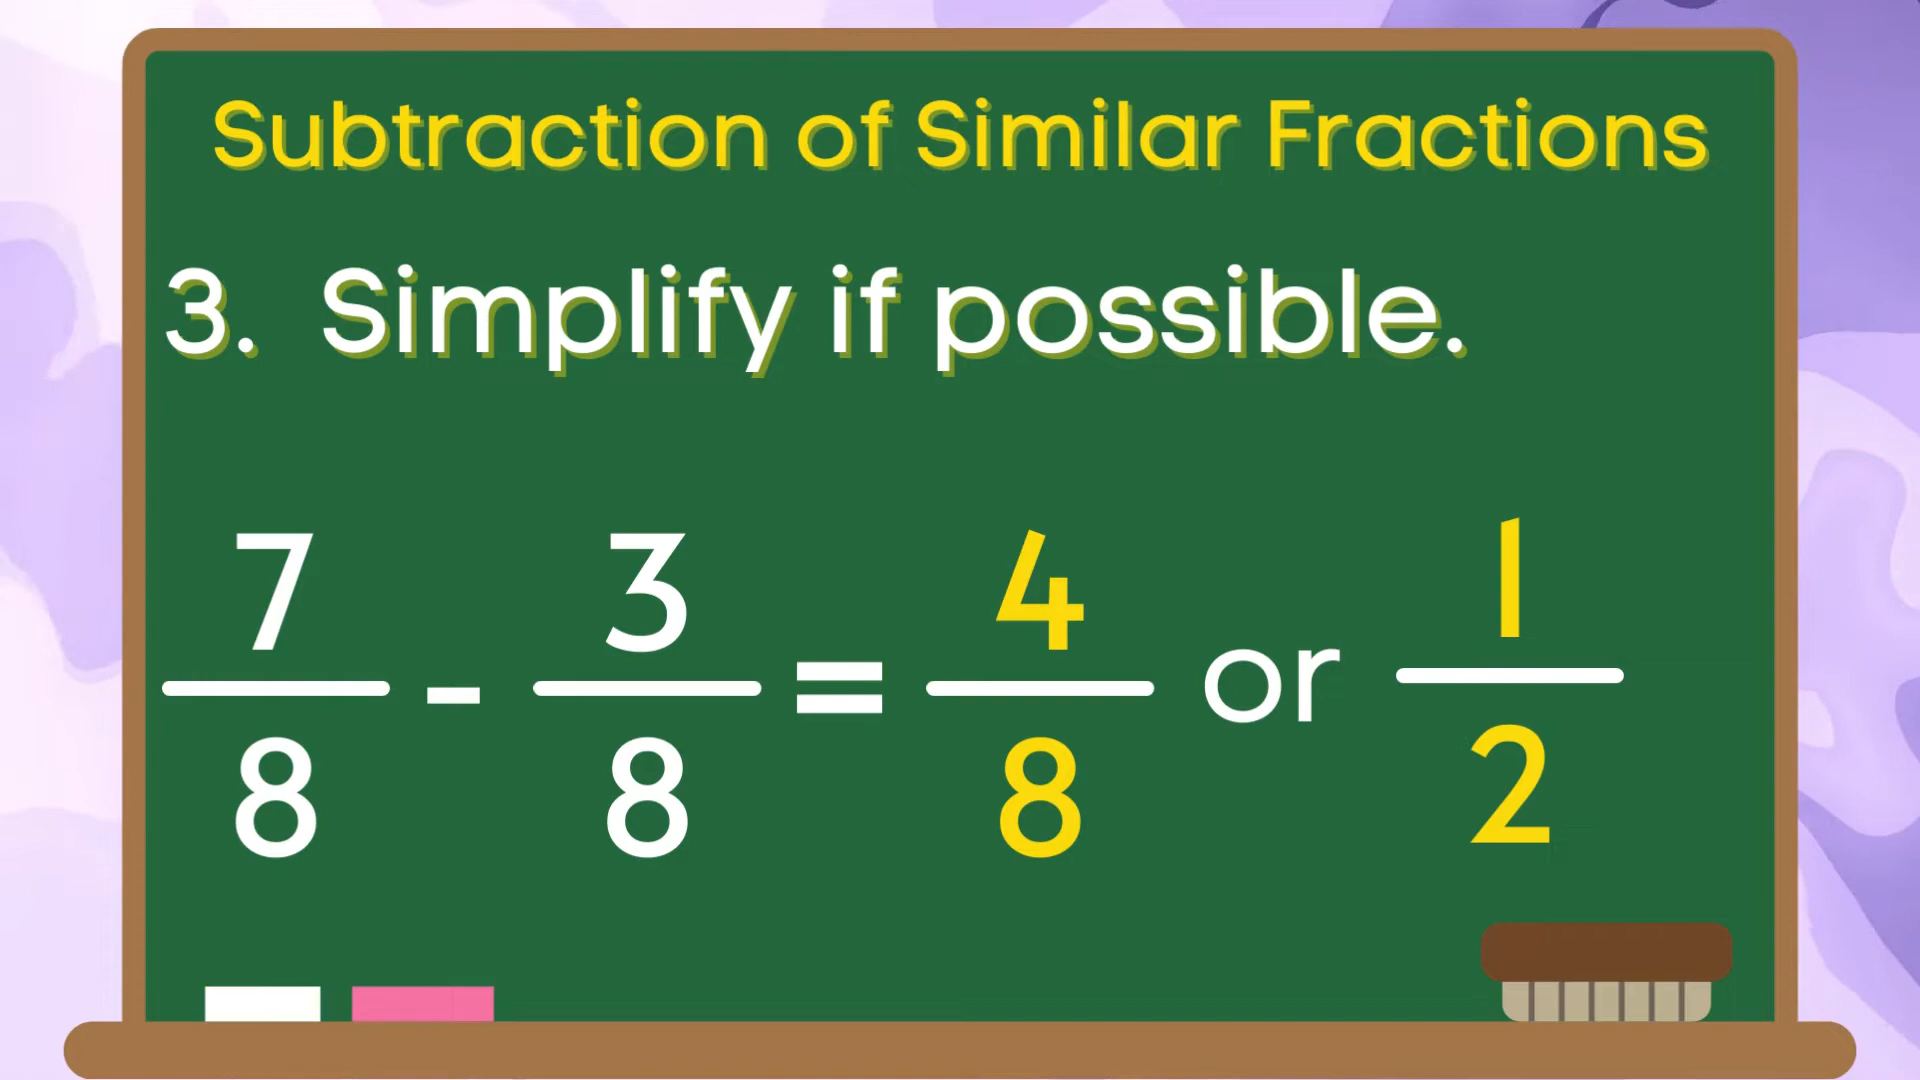 Subtraction of Similar Fractions
3. Simplify if possible.
7/8 - 3/8 = 4/8 or 1/2